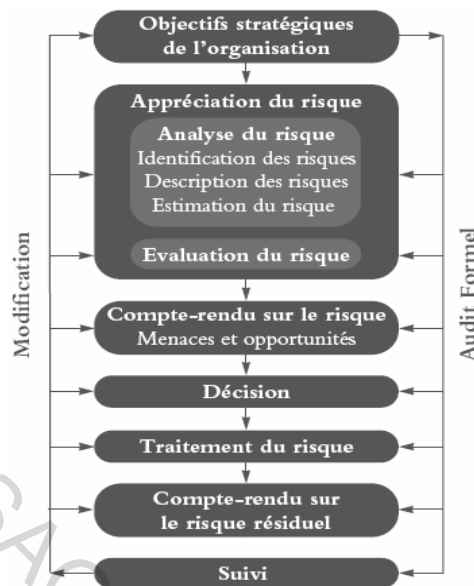 Objectifs stratégiques
de l'organisation
Appréciation du risque
Analyse du risque
Identification des risques
Description des risques
Estimation du risque
Evaluation du risque
Compte-rendu sur le risque
Menaces et opportunités
Décision
Traitement du risque
Compte-rendu sur
le risque résiduel
Suivi
Modification
Audit Formel